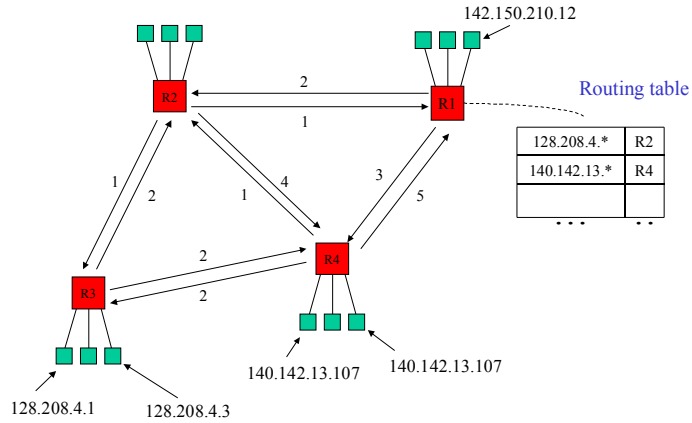 142.150.210.12
Routing table
R2
2
R1
1
128.208.4.* R2
140.142.13.* R4
... ..
1
2
4
1
3
5
2
2
R4
R3
140.142.13.107
140.142.13.107
128.208.4.1
128.208.4.3